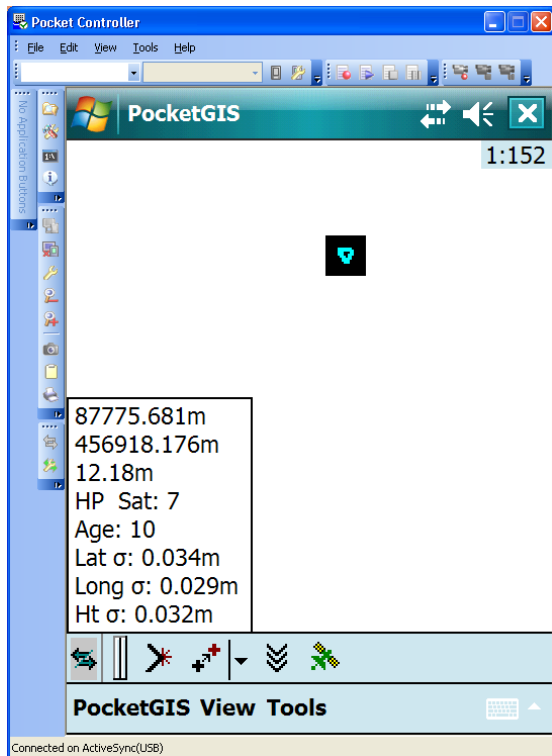 Pocket Controller
File Edit View Tools Help
No Application Buttons
PocketGIS
1:152
87775.681m
456918.176m
12.18m
HP Sat: 7
Age: 10
Lat σ: 0.034m
Long σ: 0.029m
Ht σ: 0.032m
PocketGIS View Tools
Connected on ActiveSync(USB)